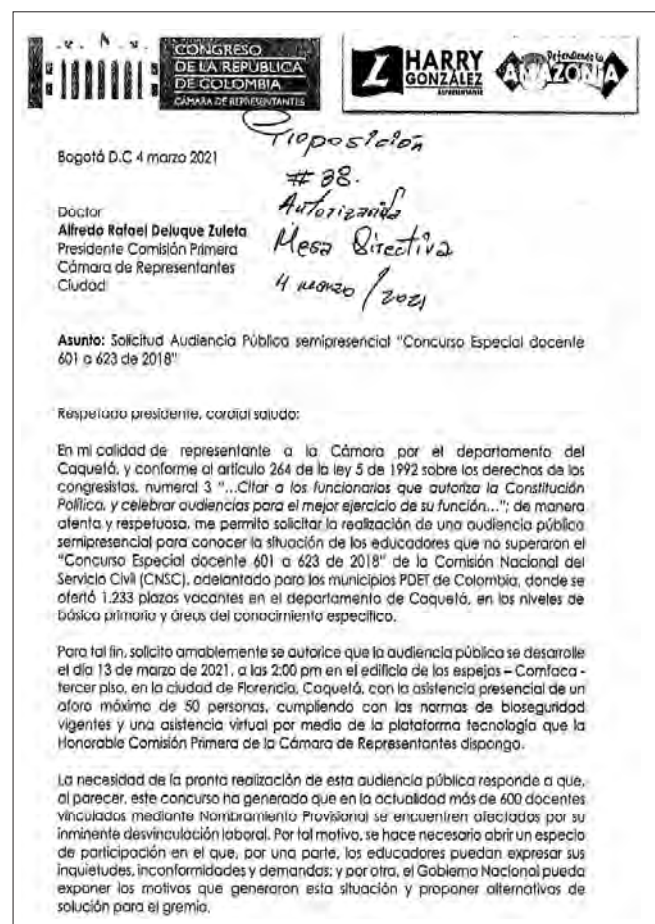 CONGRESO
DE LA REPÚBLICA
DE COLOMBIA
CÁMARA DE REPRESENTANTES
L HARRY
GONZÁLEZ
REPRESENTANTE
Defendiendo la
AMAZONÍA
Proposición
#38.
Autorizando
Mesa Directiva
4 marzo / 2021
Bogotá D.C 4 marzo 2021
Doctor
Alfredo Rafael Deluque Zuleta
Presidente Comisión Primera
Cámara de Representantes
Ciudad
Asunto: Solicitud Audiencia Pública semipresencial "Concurso Especial docente
601 a 623 de 2018"
Respetado presidente, cordial saludo:
En mi calidad de representante a la Cámara por el departamento del
Caquetá, y conforme al artículo 264 de la ley 5 de 1992 sobre los derechos de los
congresistas, numeral 3 "...Citar a los funcionarios que autoriza la Constitución
Política, y celebrar audiencias para el mejor ejercicio de su función..."; de manera
atenta y respetuosa, me permito solicitar la realización de una audiencia pública
semipresencial para conocer la situación de los educadores que no superaron el
"Concurso Especial docente 601 a 623 de 2018" de la Comisión Nacional del
Servicio Civil (CNSC), adelantado para los municipios PDET de Colombia, donde se
ofertó 1.233 plazas vacantes en el departamento de Caquetá, en los niveles de
básica primaria y áreas del conocimiento específico.
Para tal fin, solicito amablemente se autorice que la audiencia pública se desarrolle
el día 13 de marzo de 2021, a las 2:00 pm en el edificio de los espejos – Comfaca -
tercer piso, en la ciudad de Florencia, Caquetá, con la asistencia presencial de un
aforo máximo de 50 personas, cumpliendo con las normas de bioseguridad
vigentes y una asistencia virtual por medio de la plataforma tecnología que la
Honorable Comisión Primera de la Cámara de Representantes disponga.
La necesidad de la pronta realización de esta audiencia pública responde a que,
al parecer, este concurso ha generado que en la actualidad más de 600 docentes
vinculados mediante Nombramiento Provisional se encuentren afectados por su
inminente desvinculación laboral. Por tal motivo, se hace necesario abrir un espacio
de participación en el que, por una parte, los educadores puedan expresar sus
inquietudes, inconformidades y demandas; y por otra, el Gobierno Nacional pueda
exponer los motivos que generaron esta situación y proponer alternativas de
solución para el gremio.